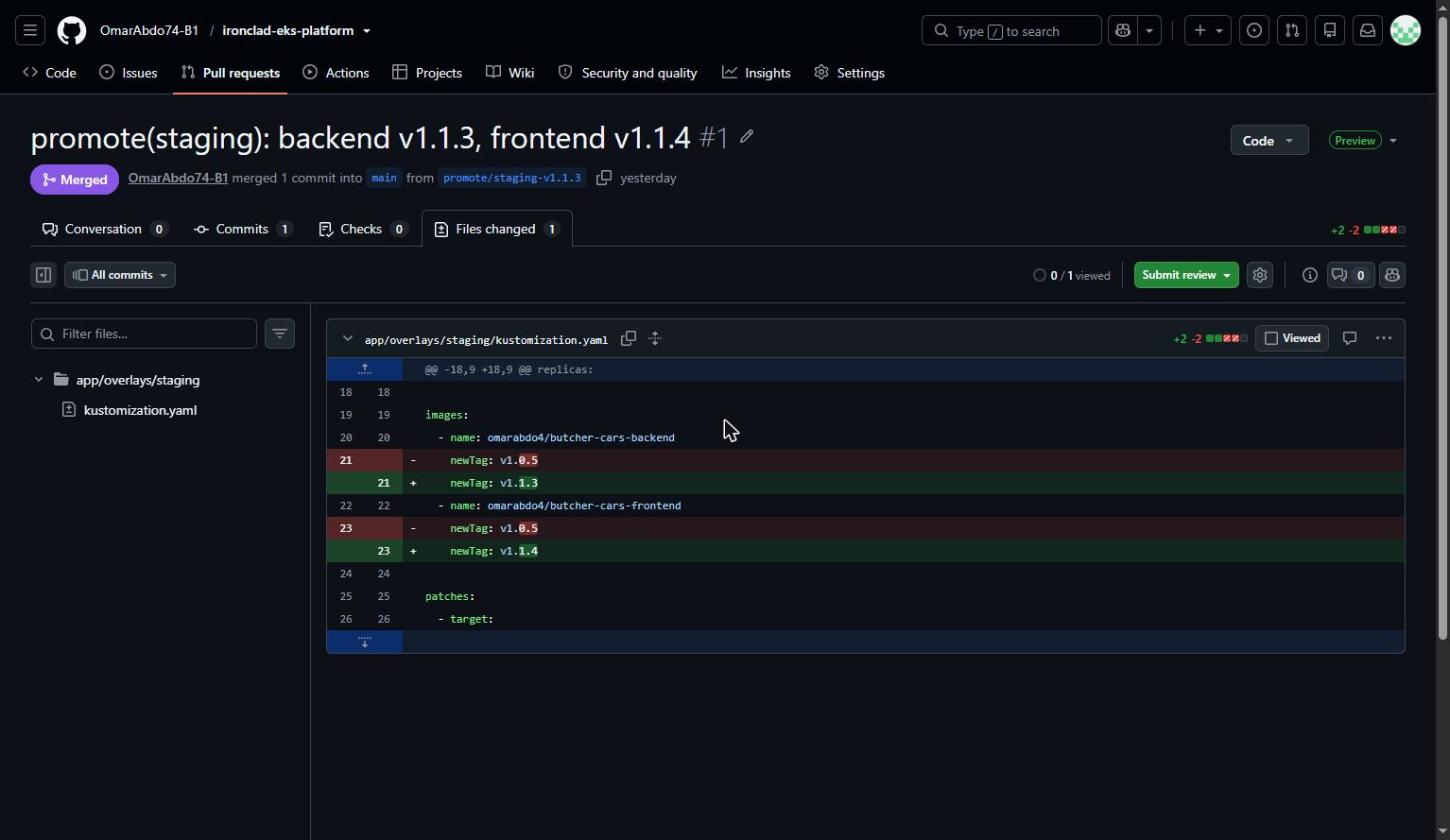 OmarAbdo74-B1 / ironclad-eks-platform
Type / to search
Code Issues Pull requests Actions Projects Wiki Security and quality Insights Settings
promote(staging): backend v1.1.3, frontend v1.1.4 #1
Code Preview
Merged OmarAbdo74-B1 merged 1 commit into main from promote/staging-v1.1.3 yesterday
Conversation 0 Commits 1 Checks 0 Files changed 1 +2 -2
All commits 0 / 1 viewed Submit review 0
Filter files...
app/overlays/staging
kustomization.yaml
app/overlays/staging/kustomization.yaml +2 -2 Viewed
@@ -18,9 +18,9 @@ replicas:
18 18
19 19 images:
20 20 - name: omarabdo4/butcher-cars-backend
21 - newTag: v1.0.5
21 + newTag: v1.1.3
22 22 - name: omarabdo4/butcher-cars-frontend
23 - newTag: v1.0.5
23 + newTag: v1.1.4
24 24
25 25 patches:
26 26 - target: